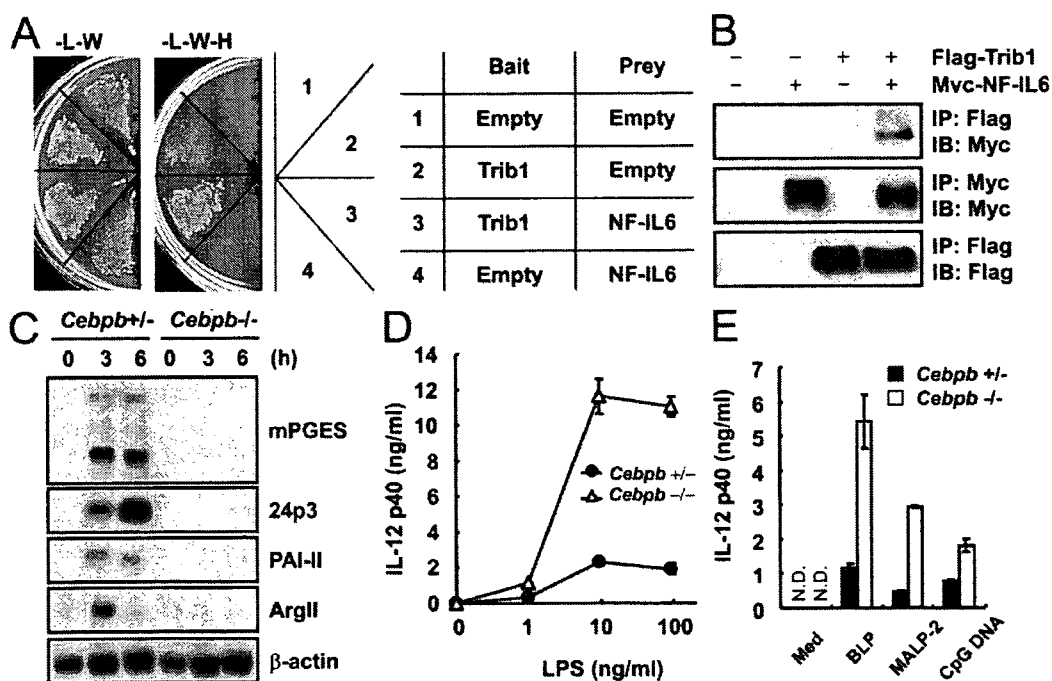 A
-L-W
-L-W-H
1
2
3
4
Bait Prey
1 Empty Empty
2 Trib1 Empty
3 Trib1 NF-IL6
4 Empty NF-IL6
B
– – + + Flag-Trib1
– + – + Myc-NF-IL6
IP: Flag
IB: Myc
IP: Myc
IB: Myc
IP: Flag
IB: Flag
C
Cebpb+/- Cebpb-/-
0 3 6 0 3 6 (h)
mPGES
24p3
PAI-II
ArgII
β-actin
D
IL-12 p40 (ng/ml)
14
12
10
8
6
4
2
0
Cebpb +/–
Cebpb –/–
0 1 10 100
LPS (ng/ml)
E
IL-12 p40 (ng/ml)
7
6
5
4
3
2
1
0
Cebpb +/-
Cebpb -/-
N.D.
N.D.
Med
BLP
MALP-2
CpG DNA